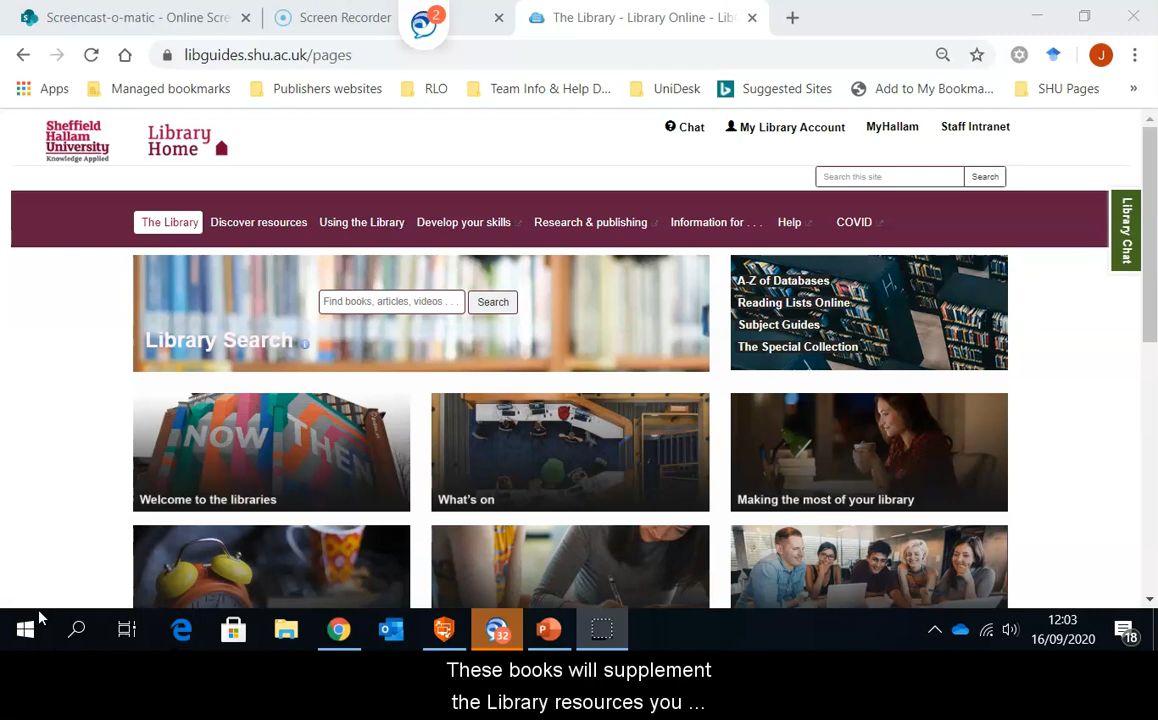 Screencast-o-matic - Online Scre
Screen Recorder
2
The Library - Library Online - Lib
libguides.shu.ac.uk/pages
J
Apps
Managed bookmarks
Publishers websites
RLO
Team Info & Help D...
UniDesk
Suggested Sites
Add to My Bookma...
SHU Pages
»
Sheffield
Hallam
University
Knowledge Applied
Library
Home
Chat
My Library Account
MyHallam
Staff Intranet
Search this site
Search
The Library
Discover resources
Using the Library
Develop your skills
Research & publishing
Information for . . .
Help
COVID
Library Chat
Find books, articles, videos . . .
Search
Library Search
A-Z of Databases
Reading Lists Online
Subject Guides
The Special Collection
NOW THEN
Welcome to the libraries
What's on
Making the most of your library
32
12:03
16/09/2020
18
These books will supplement
the Library resources you ...